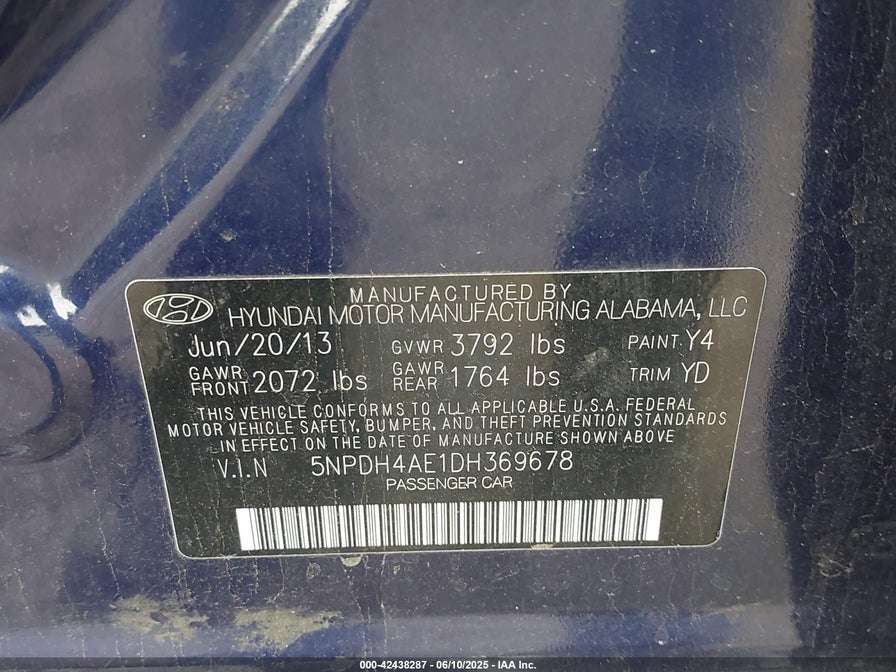 MANUFACTURED BY
HYUNDAI MOTOR MANUFACTURING ALABAMA, LLC
Jun/20/13 GVWR 3792 lbs PAINT Y4
GAWR FRONT 2072 lbs GAWR REAR 1764 lbs TRIM YD
THIS VEHICLE CONFORMS TO ALL APPLICABLE U.S.A. FEDERAL
MOTOR VEHICLE SAFETY, BUMPER, AND THEFT PREVENTION STANDARDS
IN EFFECT ON THE DATE OF MANUFACTURE SHOWN ABOVE
V.I.N 5NPDH4AE1DH369678
PASSENGER CAR
000-42438287 - 06/10/2025 - IAA Inc.